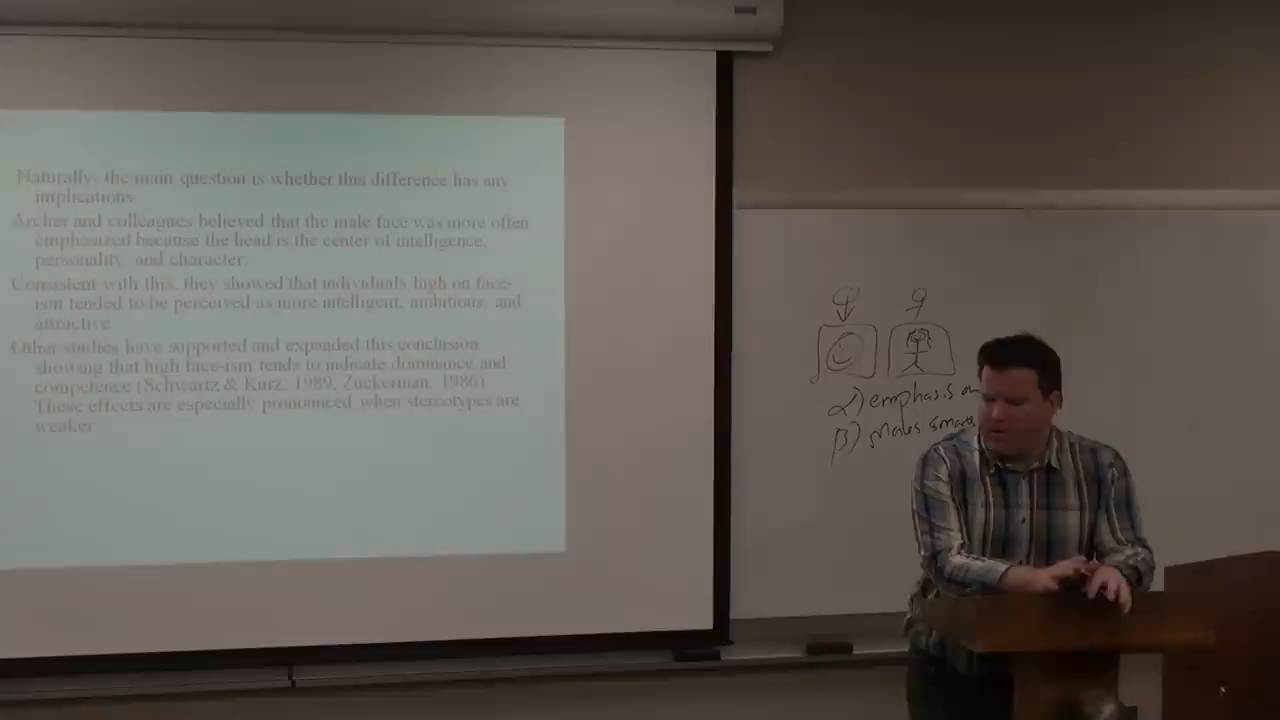 Naturally, the main question is whether this difference has any
implications.
Archer and colleagues believed that the male face was more often
emphasized because the head is the center of intelligence,
personality, and character.
Consistent with this, they showed that individuals high on face-
ism tended to be perceived as more intelligent, ambitious, and
attractive.
Other studies have supported and expanded this conclusion
showing that high face-ism tends to indicate dominance and
competence (Schwartz & Kurz, 1989, Zuckerman, 1986)
These effects are especially pronounced when stereotypes are
weaker
α) emphasis on
β) males smarts